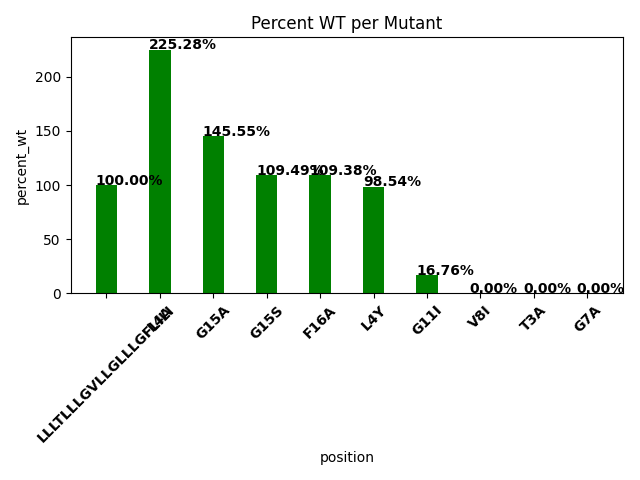 Percent WT per Mutant
percent_wt
200
150
100
50
0
100.00%
225.28%
145.55%
109.49%
109.38%
98.54%
16.76%
0.00%
0.00%
0.00%
G15A
G15S
F16A
L4Y
G11I
V8I
T3A
G7A
position